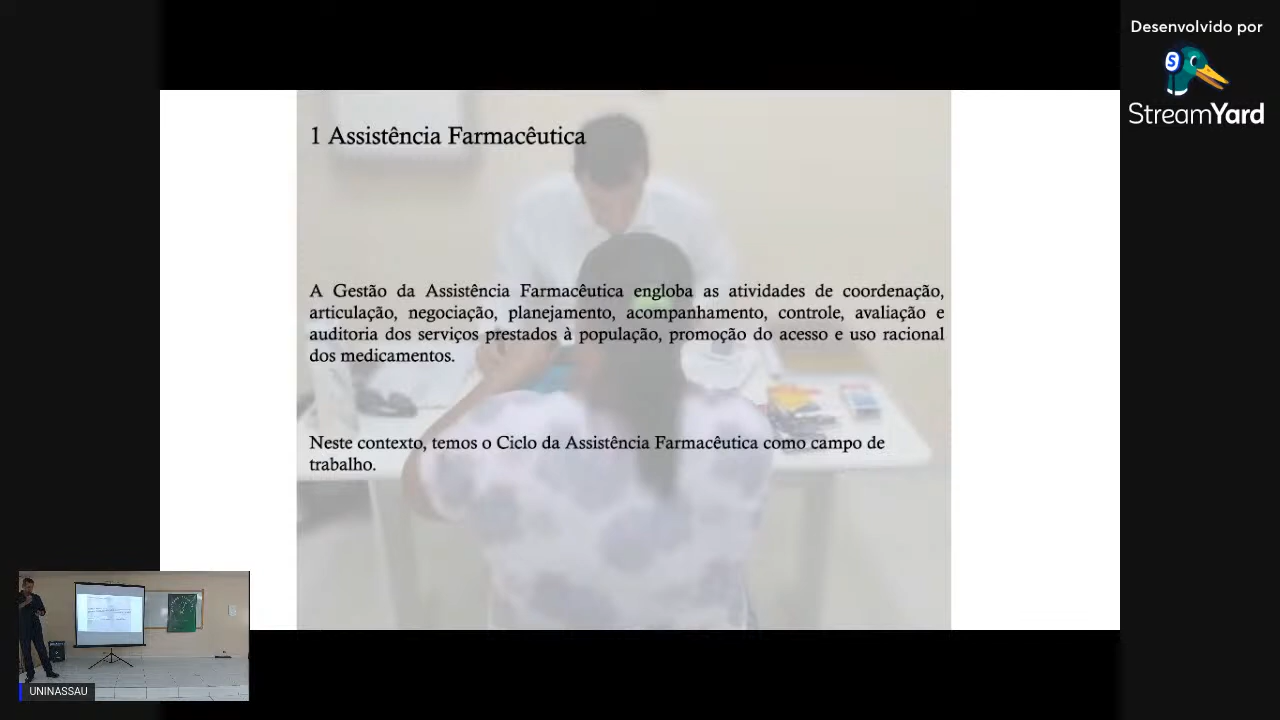 Desenvolvido por
StreamYard
1 Assistência Farmacêutica
A Gestão da Assistência Farmacêutica engloba as atividades de coordenação,
articulação, negociação, planejamento, acompanhamento, controle, avaliação e
auditoria dos serviços prestados à população, promoção do acesso e uso racional
dos medicamentos.
Neste contexto, temos o Ciclo da Assistência Farmacêutica como campo de
trabalho.
UNINASSAU